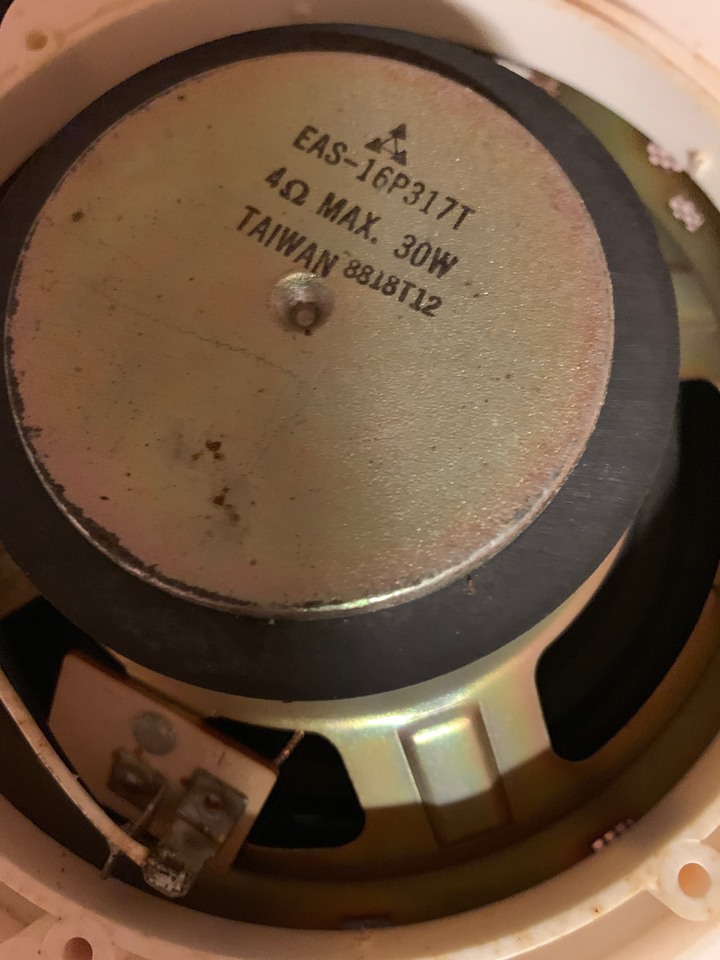 EAS-16P317T
4Ω MAX. 30W
TAIWAN 8818T12
+